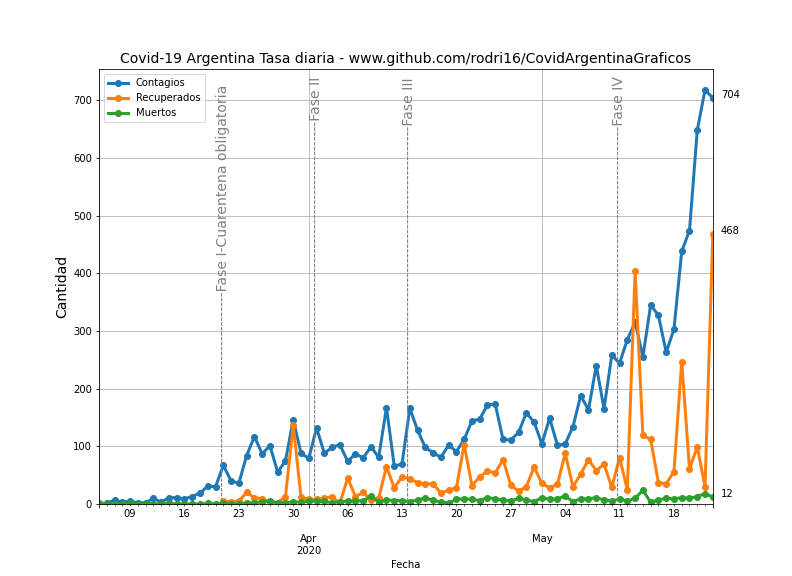 Covid-19 Argentina Tasa diaria - www.github.com/rodri16/CovidArgentinaGraficos
Contagios
Recuperados
Muertos
Fase I-Cuarentena obligatoria
Fase II
Fase III
Fase IV
704
468
12
Cantidad
700
600
500
400
300
200
100
0
09 16 23 30 06 13 20 27 04 11 18
Apr May
2020
Fecha